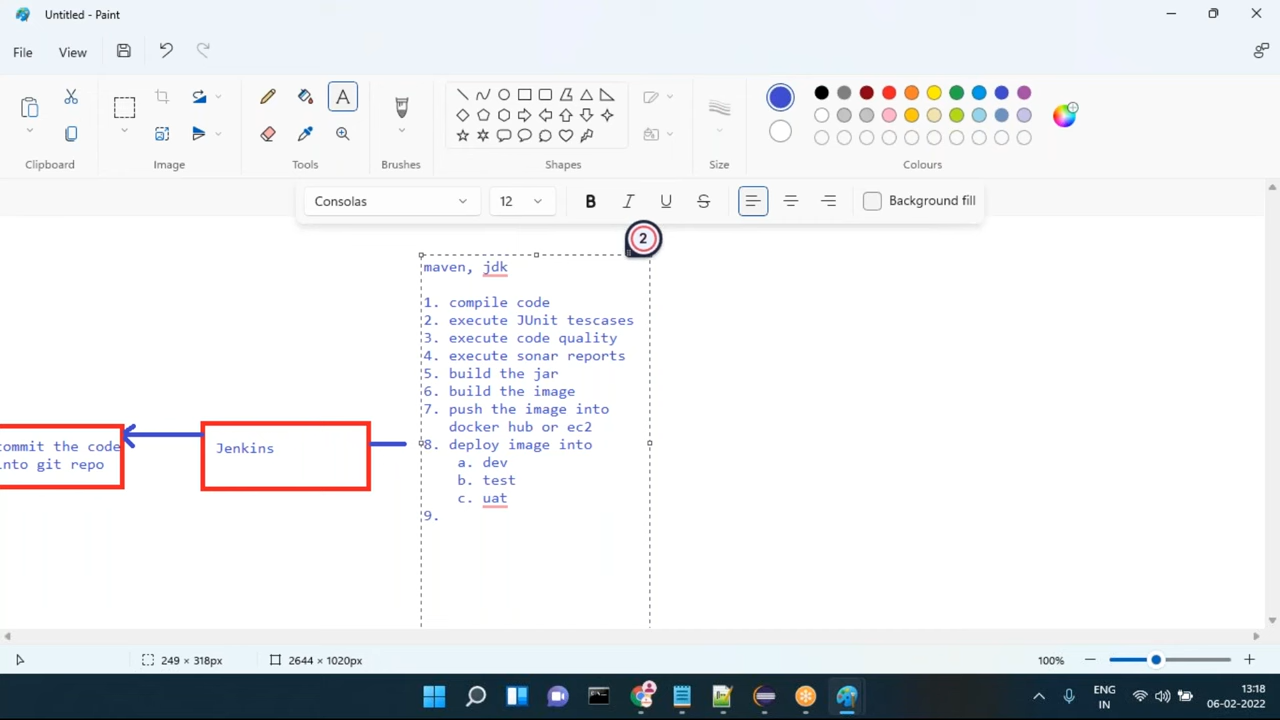 Untitled - Paint
File
View
Clipboard
Image
Tools
Brushes
Shapes
Size
Colours
Consolas
12
B
I
U
S
Background fill
2
maven, jdk
1. compile code
2. execute JUnit tescases
3. execute code quality
4. execute sonar reports
5. build the jar
6. build the image
7. push the image into
docker hub or ec2
8. deploy image into
a. dev
b. test
c. uat
9.
commit the code
into git repo
Jenkins
249 × 318px
2644 × 1020px
100%
ENG
IN
13:18
06-02-2022